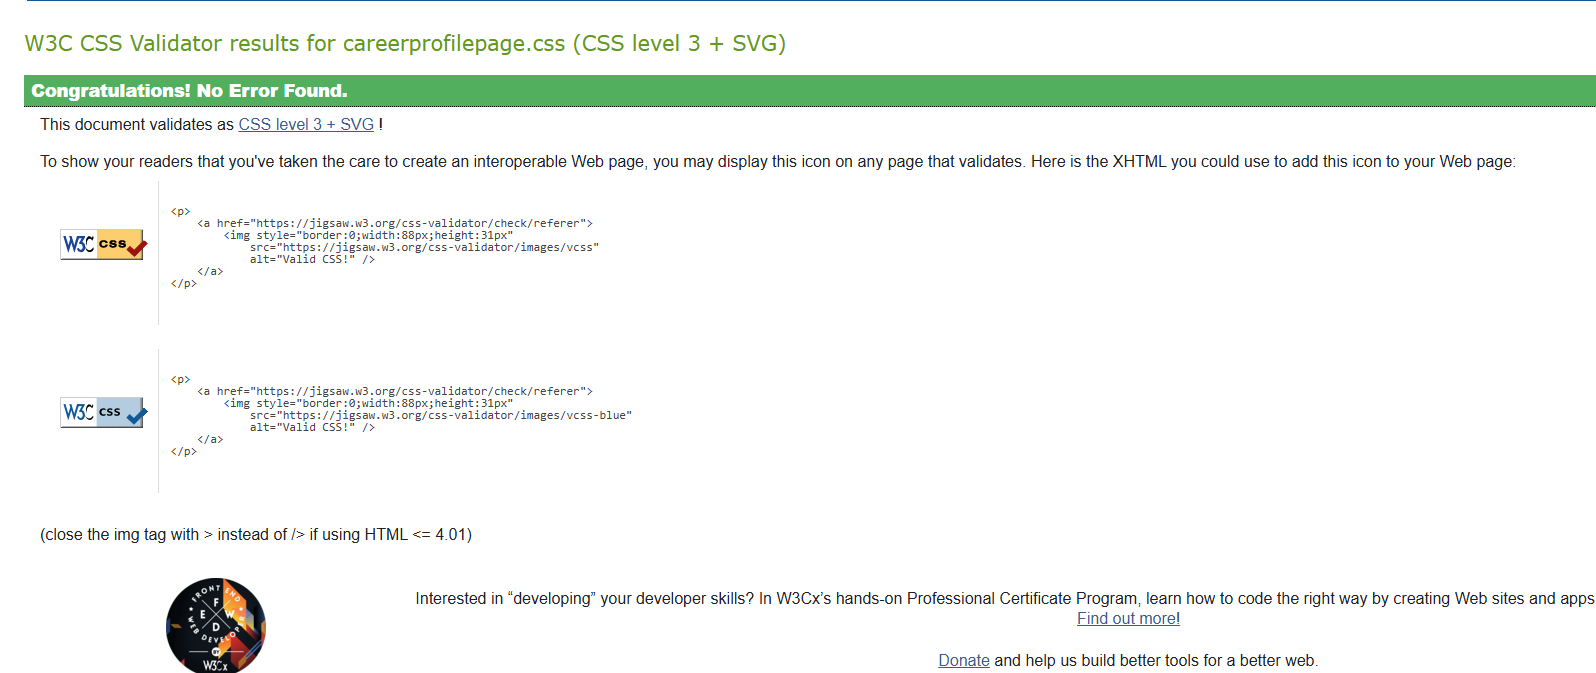 W3C CSS Validator results for careerprofilepage.css (CSS level 3 + SVG)
Congratulations! No Error Found.
This document validates as CSS level 3 + SVG !
To show your readers that you've taken the care to create an interoperable Web page, you may display this icon on any page that validates. Here is the XHTML you could use to add this icon to your Web page:
W3C css
<p>
<a href="https://jigsaw.w3.org/css-validator/check/referer">
<img style="border:0;width:88px;height:31px"
src="https://jigsaw.w3.org/css-validator/images/vcss"
alt="Valid CSS!" />
</a>
</p>
W3C css
<p>
<a href="https://jigsaw.w3.org/css-validator/check/referer">
<img style="border:0;width:88px;height:31px"
src="https://jigsaw.w3.org/css-validator/images/vcss-blue"
alt="Valid CSS!" />
</a>
</p>
(close the img tag with > instead of /> if using HTML <= 4.01)
FRONT END
F
E W
D
WEB DEVELOPER
BY
W3Cx
Interested in “developing” your developer skills? In W3Cx’s hands-on Professional Certificate Program, learn how to code the right way by creating Web sites and apps
Find out more!
Donate and help us build better tools for a better web.